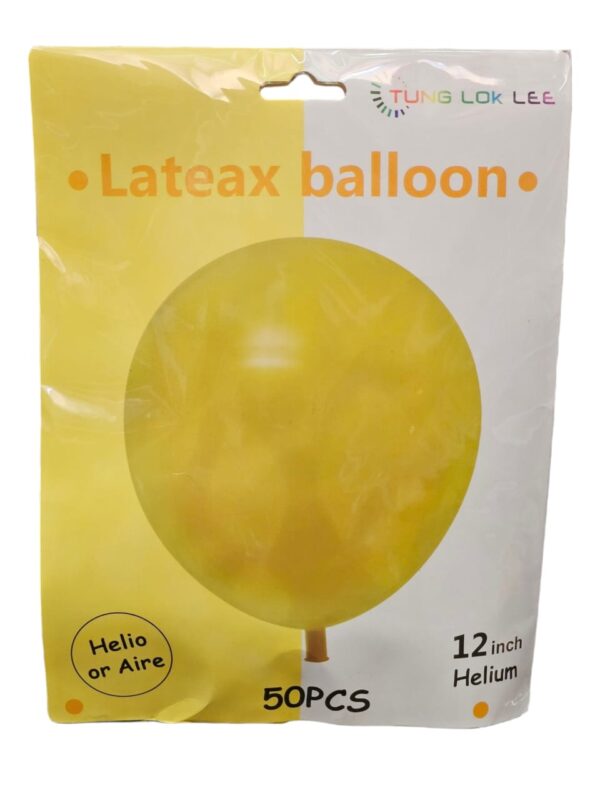 TUNG LOK LEE
• Lateax balloon •
Helio
or Aire
12 inch
Helium
50PCS